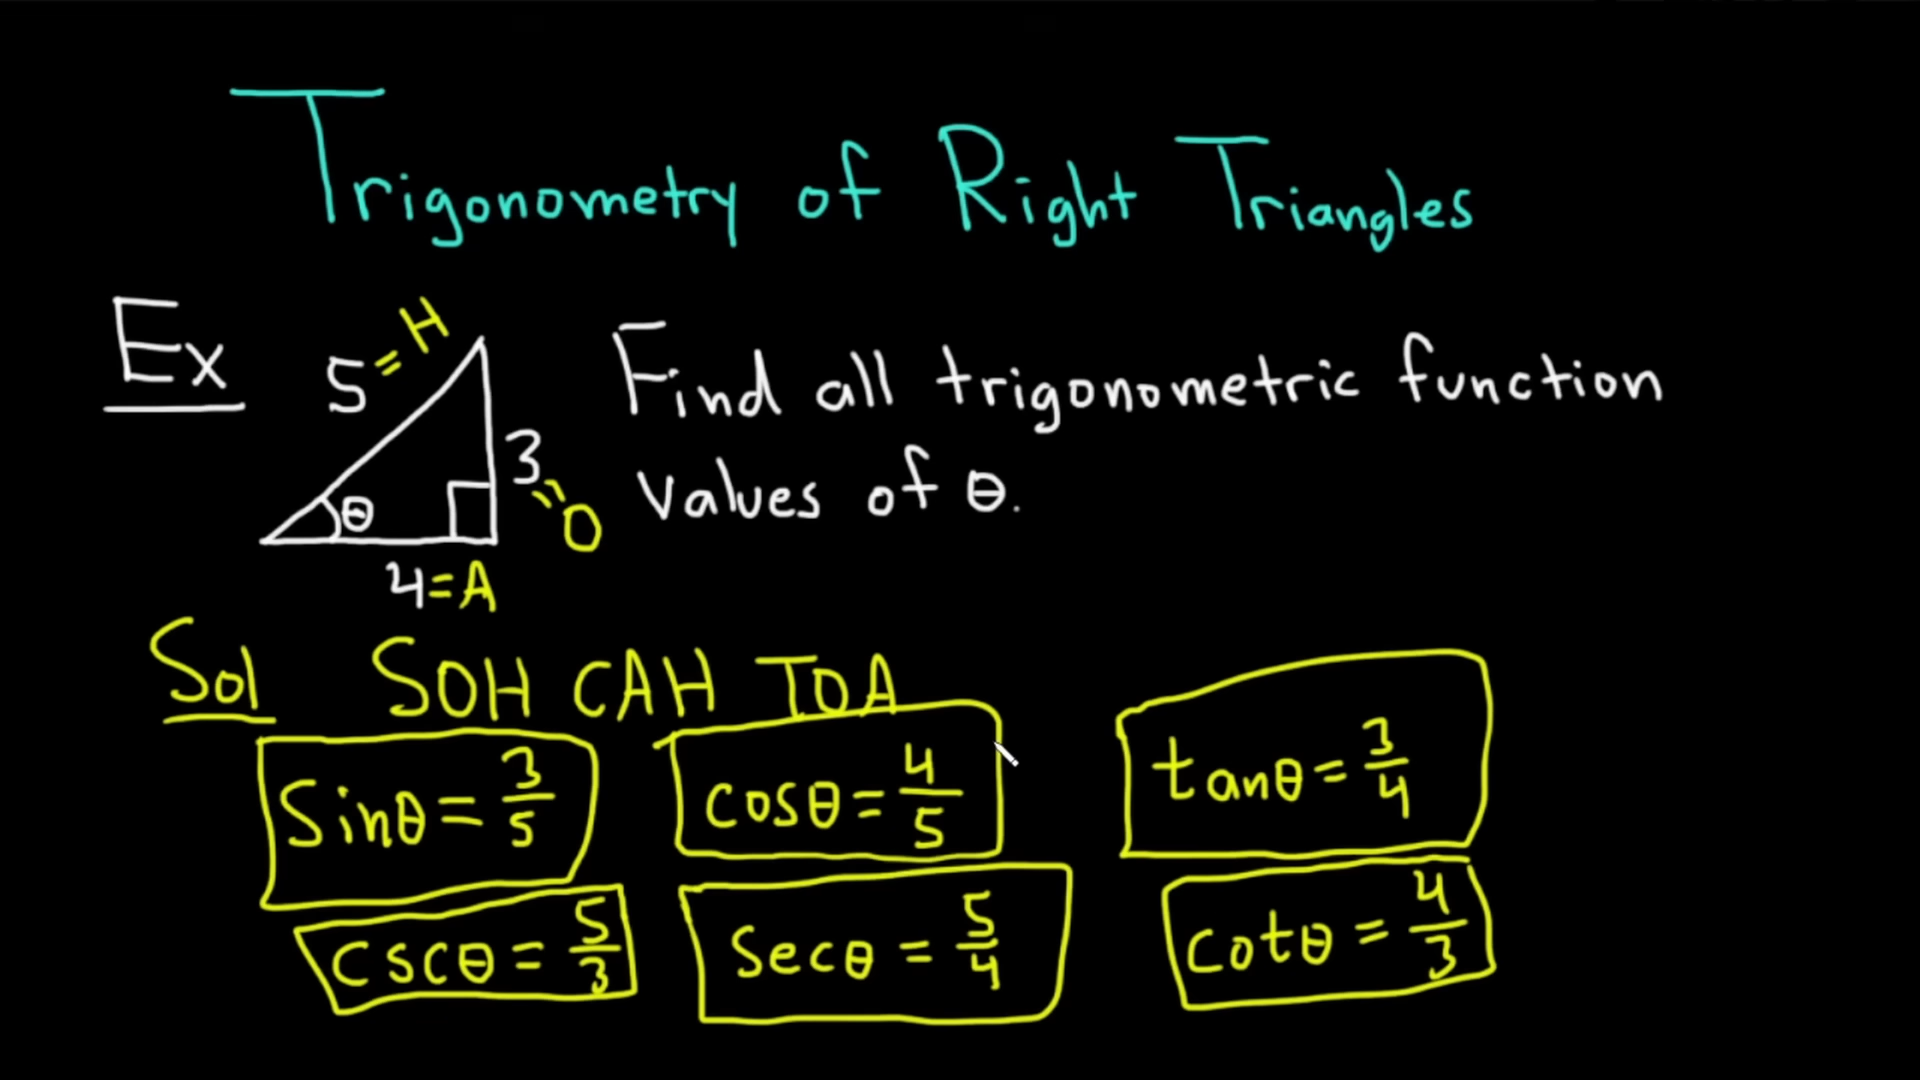 Trigonometry of Right Triangles
Ex
5 = H
3 = O
θ
4 = A
Find all trigonometric function
values of θ.
Sol SOH CAH TOA
Sinθ = 3/5 cosθ = 4/5 tanθ = 3/4
cscθ = 5/3 Secθ = 5/4 cotθ = 4/3